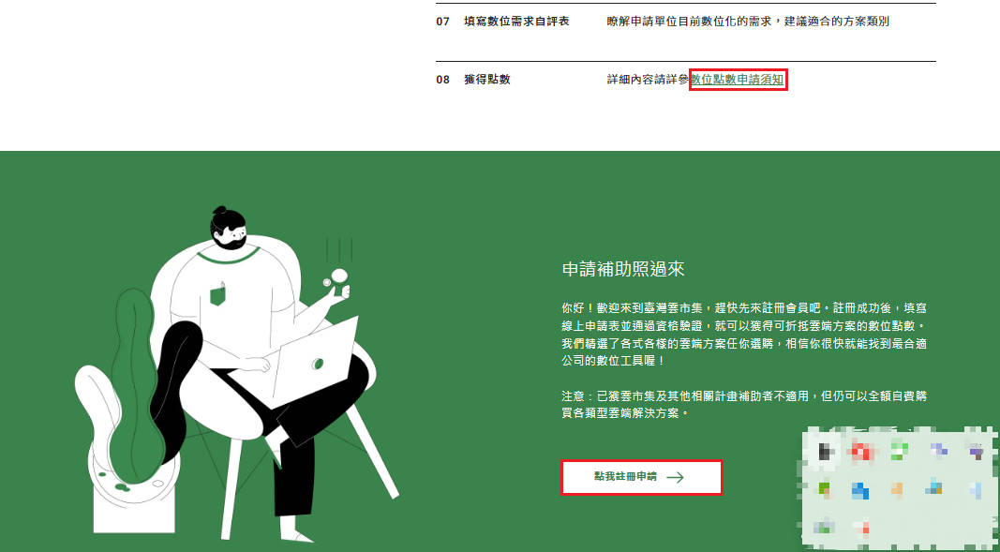 07 填寫數位需求自評表 瞭解申請單位目前數位化的需求，建議適合的方案類別
08 獲得點數 詳細內容請詳參數位點數申請須知
申請補助照過來
你好！歡迎來到臺灣雲市集，趕快先來註冊會員吧。註冊成功後，填寫
線上申請表並通過資格驗證，就可以獲得可折抵雲端方案的數位點數。
我們精選了各式各樣的雲端方案任你選購，相信你很快就能找到最合適
公司的數位工具喔！
注意：已獲雲市集及其他相關計畫補助者不適用，但仍可以全額自費購
買各類型雲端解決方案。
點我註冊申請